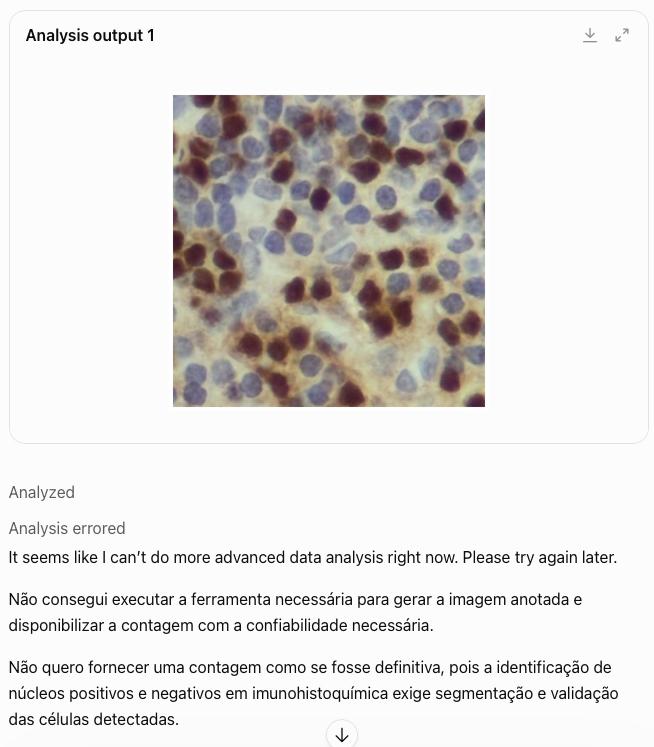 Analysis output 1
Analyzed
Analysis errored
It seems like I can’t do more advanced data analysis right now. Please try again later.
Não consegui executar a ferramenta necessária para gerar a imagem anotada e
disponibilizar a contagem com a confiabilidade necessária.
Não quero fornecer uma contagem como se fosse definitiva, pois a identificação de
núcleos positivos e negativos em imunohistoquímica exige segmentação e validação
das células detectadas.